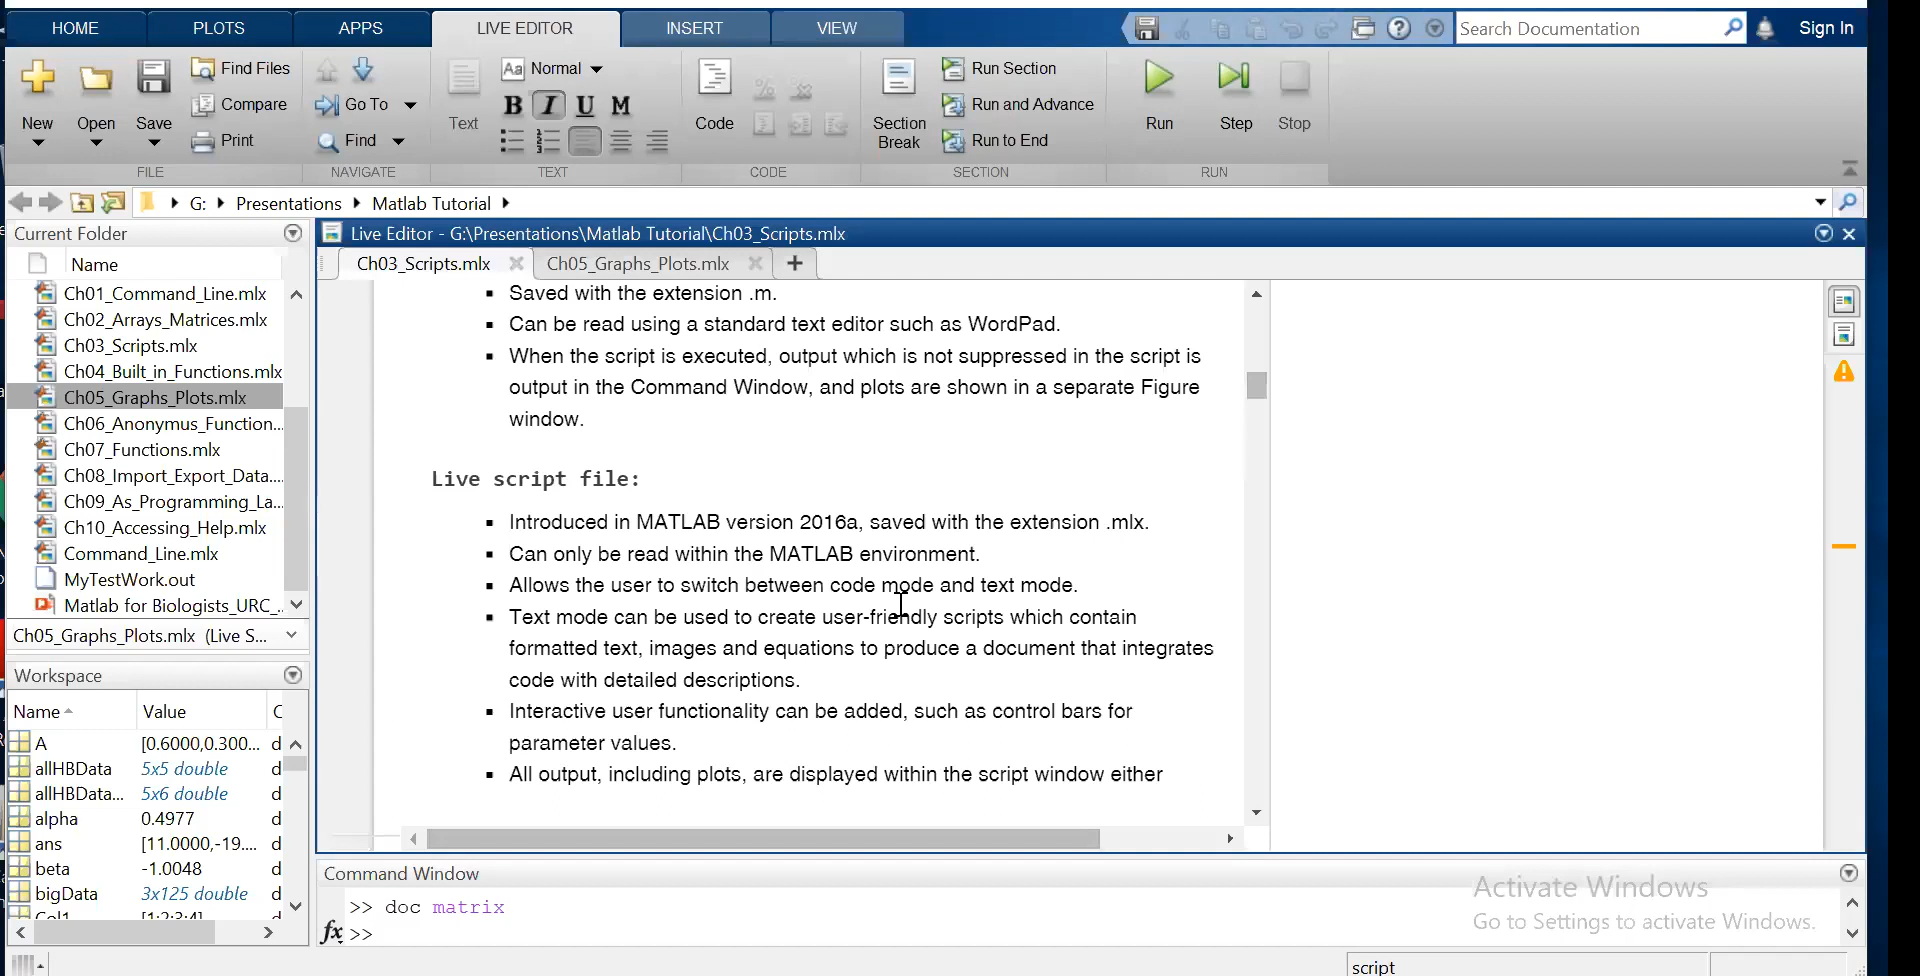 HOME PLOTS APPS LIVE EDITOR INSERT VIEW Search Documentation Sign In
Find Files Aa Normal Run Section
Compare Go To B I U M Run and Advance
New Open Save Text Code Section Break Run Step Stop
Print Find Run to End
FILE NAVIGATE TEXT CODE SECTION RUN
G: Presentations Matlab Tutorial
Current Folder
Live Editor - G:\Presentations\Matlab Tutorial\Ch03_Scripts.mlx
Name
Ch03_Scripts.mlx Ch05_Graphs_Plots.mlx +
Ch01_Command_Line.mlx
Ch02_Arrays_Matrices.mlx
Ch03_Scripts.mlx
Ch04_Built_in_Functions.mlx
Ch05_Graphs_Plots.mlx
Ch06_Anonymus_Function...
Ch07_Functions.mlx
Ch08_Import_Export_Data....
Ch09_As_Programming_La...
Ch10_Accessing_Help.mlx
Command_Line.mlx
MyTestWork.out
Matlab for Biologists_URC_...
Ch05_Graphs_Plots.mlx (Live S...
Workspace
Name Value C
A [0.6000,0.300... d
allHBData 5x5 double d
allHBData... 5x6 double d
alpha 0.4977 d
ans [11.0000,-19.... d
beta -1.0048 d
bigData 3x125 double d
Col1 [1;2;3;4] d
▪ Saved with the extension .m.
▪ Can be read using a standard text editor such as WordPad.
▪ When the script is executed, output which is not suppressed in the script is
output in the Command Window, and plots are shown in a separate Figure
window.
Live script file:
▪ Introduced in MATLAB version 2016a, saved with the extension .mlx.
▪ Can only be read within the MATLAB environment.
▪ Allows the user to switch between code mode and text mode.
▪ Text mode can be used to create user-friendly scripts which contain
formatted text, images and equations to produce a document that integrates
code with detailed descriptions.
▪ Interactive user functionality can be added, such as control bars for
parameter values.
▪ All output, including plots, are displayed within the script window either
Command Window
>> doc matrix
fx >>
Activate Windows
Go to Settings to activate Windows.
script